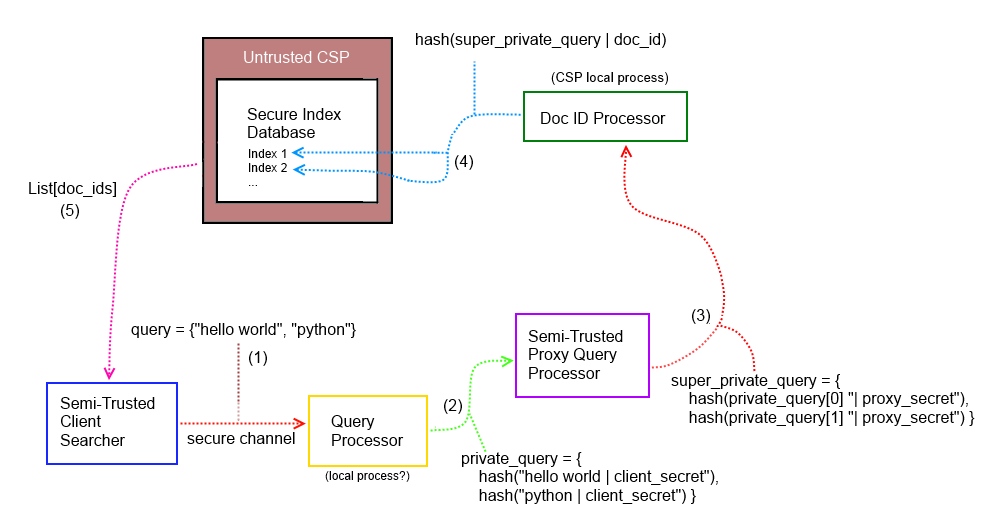 hash(super_private_query | doc_id)
Untrusted CSP
(CSP local process)
Secure Index
Database
Doc ID Processor
Index 1
Index 2
...
(4)
List[doc_ids]
(5)
query = {"hello world", "python"}
(1)
(3)
Semi-Trusted
Proxy Query
Processor
Semi-Trusted
Client
Searcher
secure channel
Query
Processor
(local process?)
(2)
super_private_query = {
hash(private_query[0] "| proxy_secret),
hash(private_query[1] "| proxy_secret") }
private_query = {
hash("hello world | client_secret"),
hash("python | client_secret") }